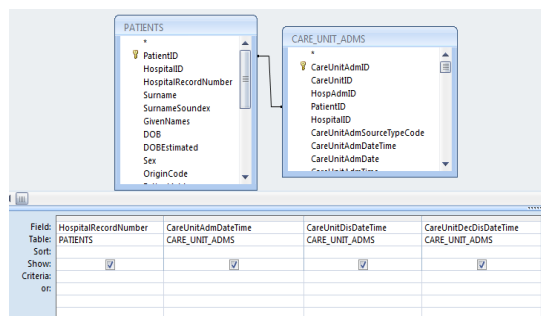 PATIENTS
*
PatientID
HospitalID
HospitalRecordNumber
Surname
SurnameSoundex
GivenNames
DOB
DOBEstimated
Sex
OriginCode
CARE_UNIT_ADMS
*
CareUnitAdmID
CareUnitID
HospAdmID
PatientID
HospitalID
CareUnitAdmSourceTypeCode
CareUnitAdmDateTime
CareUnitAdmDate
CareUnitAdmTime
Field: HospitalRecordNumber CareUnitAdmDateTime CareUnitDisDateTime CareUnitDecDisDateTime
Table: PATIENTS CARE_UNIT_ADMS CARE_UNIT_ADMS CARE_UNIT_ADMS
Sort:
Show:
Criteria:
or: